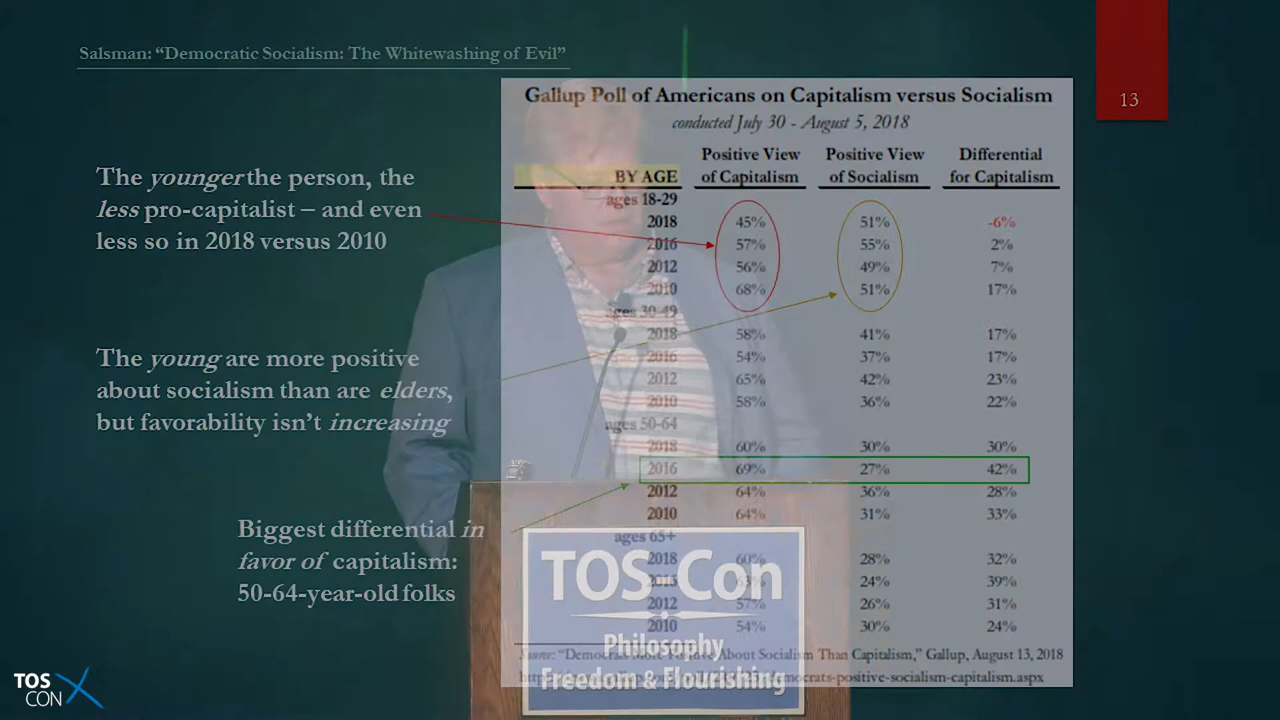 Salsman: “Democratic Socialism: The Whitewashing of Evil”
13
The younger the person, the
less pro-capitalist – and even
less so in 2018 versus 2010
The young are more positive
about socialism than are elders,
but favorability isn’t increasing
Biggest differential in
favor of capitalism:
50-64-year-old folks
Gallup Poll of Americans on Capitalism versus Socialism
conducted July 30 - August 5, 2018
Positive View Positive View Differential
BY AGE of Capitalism of Socialism for Capitalism
ages 18-29
2018 45% 51% -6%
2016 57% 55% 2%
2012 56% 49% 7%
2010 68% 51% 17%
ages 30-49
2018 58% 41% 17%
2016 54% 37% 17%
2012 65% 42% 23%
2010 58% 36% 22%
ages 50-64
2018 60% 30% 30%
2016 69% 27% 42%
2012 64% 36% 28%
2010 64% 31% 33%
ages 65+
2018 60% 28% 32%
2016 63% 24% 39%
2012 57% 26% 31%
2010 54% 30% 24%
Source: “Democrats More Positive About Socialism Than Capitalism,” Gallup, August 13, 2018
TOS-Con
Philosophy
Freedom & Flourishing
TOS
CON X